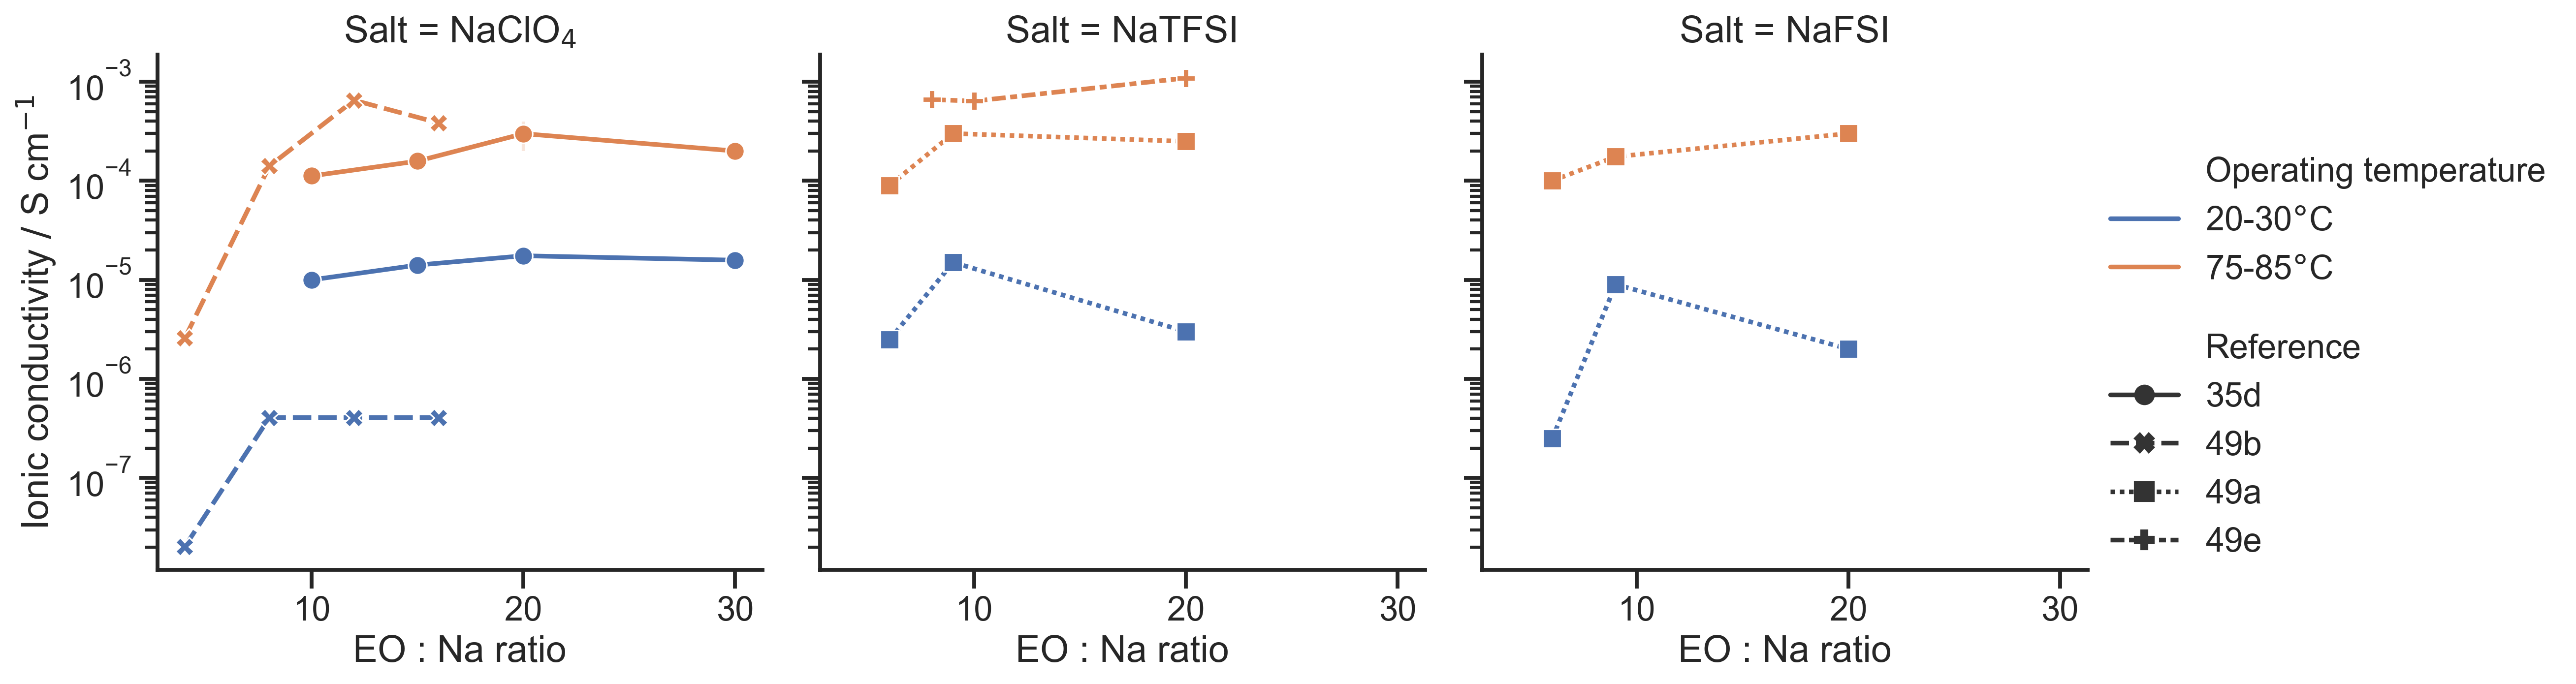 Salt = NaClO₄
Salt = NaTFSI
Salt = NaFSI
Ionic conductivity / S cm⁻¹
10⁻³
10⁻⁴
10⁻⁵
10⁻⁶
10⁻⁷
10 20 30
10 20 30
10 20 30
EO : Na ratio
EO : Na ratio
EO : Na ratio
Operating temperature
20-30°C
75-85°C
Reference
35d
49b
49a
49e